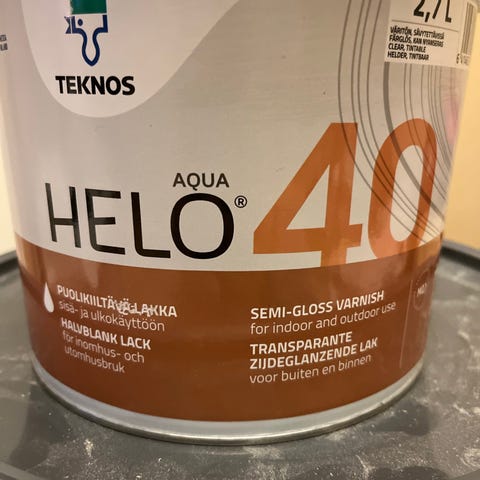 TEKNOS
2,7 L
VÄRITÖN, SÄVYTETTÄVISSÄ
FÄRGLÖS, KAN NYANSERAS
CLEAR, TINTABLE
HELDER, TINTBAAR
AQUA
HELO® 40
PUOLIKIILTÄVÄ LAKKA
sisä- ja ulkokäyttöön
HALVBLANK LACK
för inomhus- och
utomhusbruk
SEMI-GLOSS VARNISH
for indoor and outdoor use
TRANSPARANTE
ZIJDEGLANZENDE LAK
voor buiten en binnen